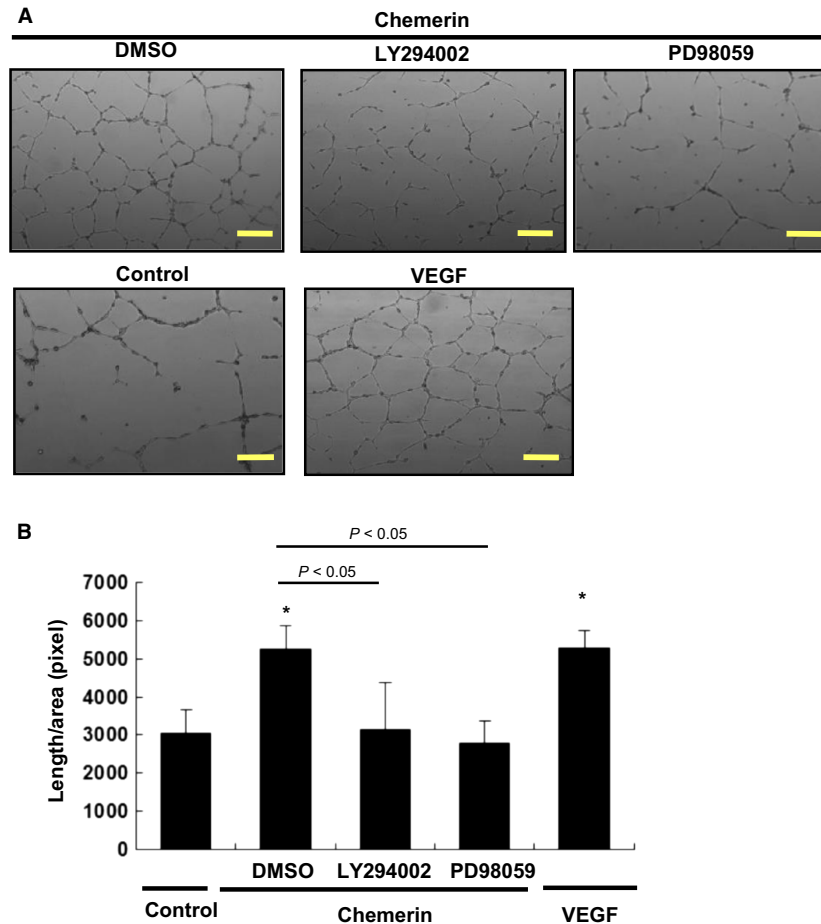 A
Chemerin
DMSO LY294002 PD98059
Control VEGF
B
P < 0.05
P < 0.05
7000
6000
5000
4000
3000
2000
1000
0
Length/area (pixel)
* *
DMSO LY294002 PD98059
Control Chemerin VEGF